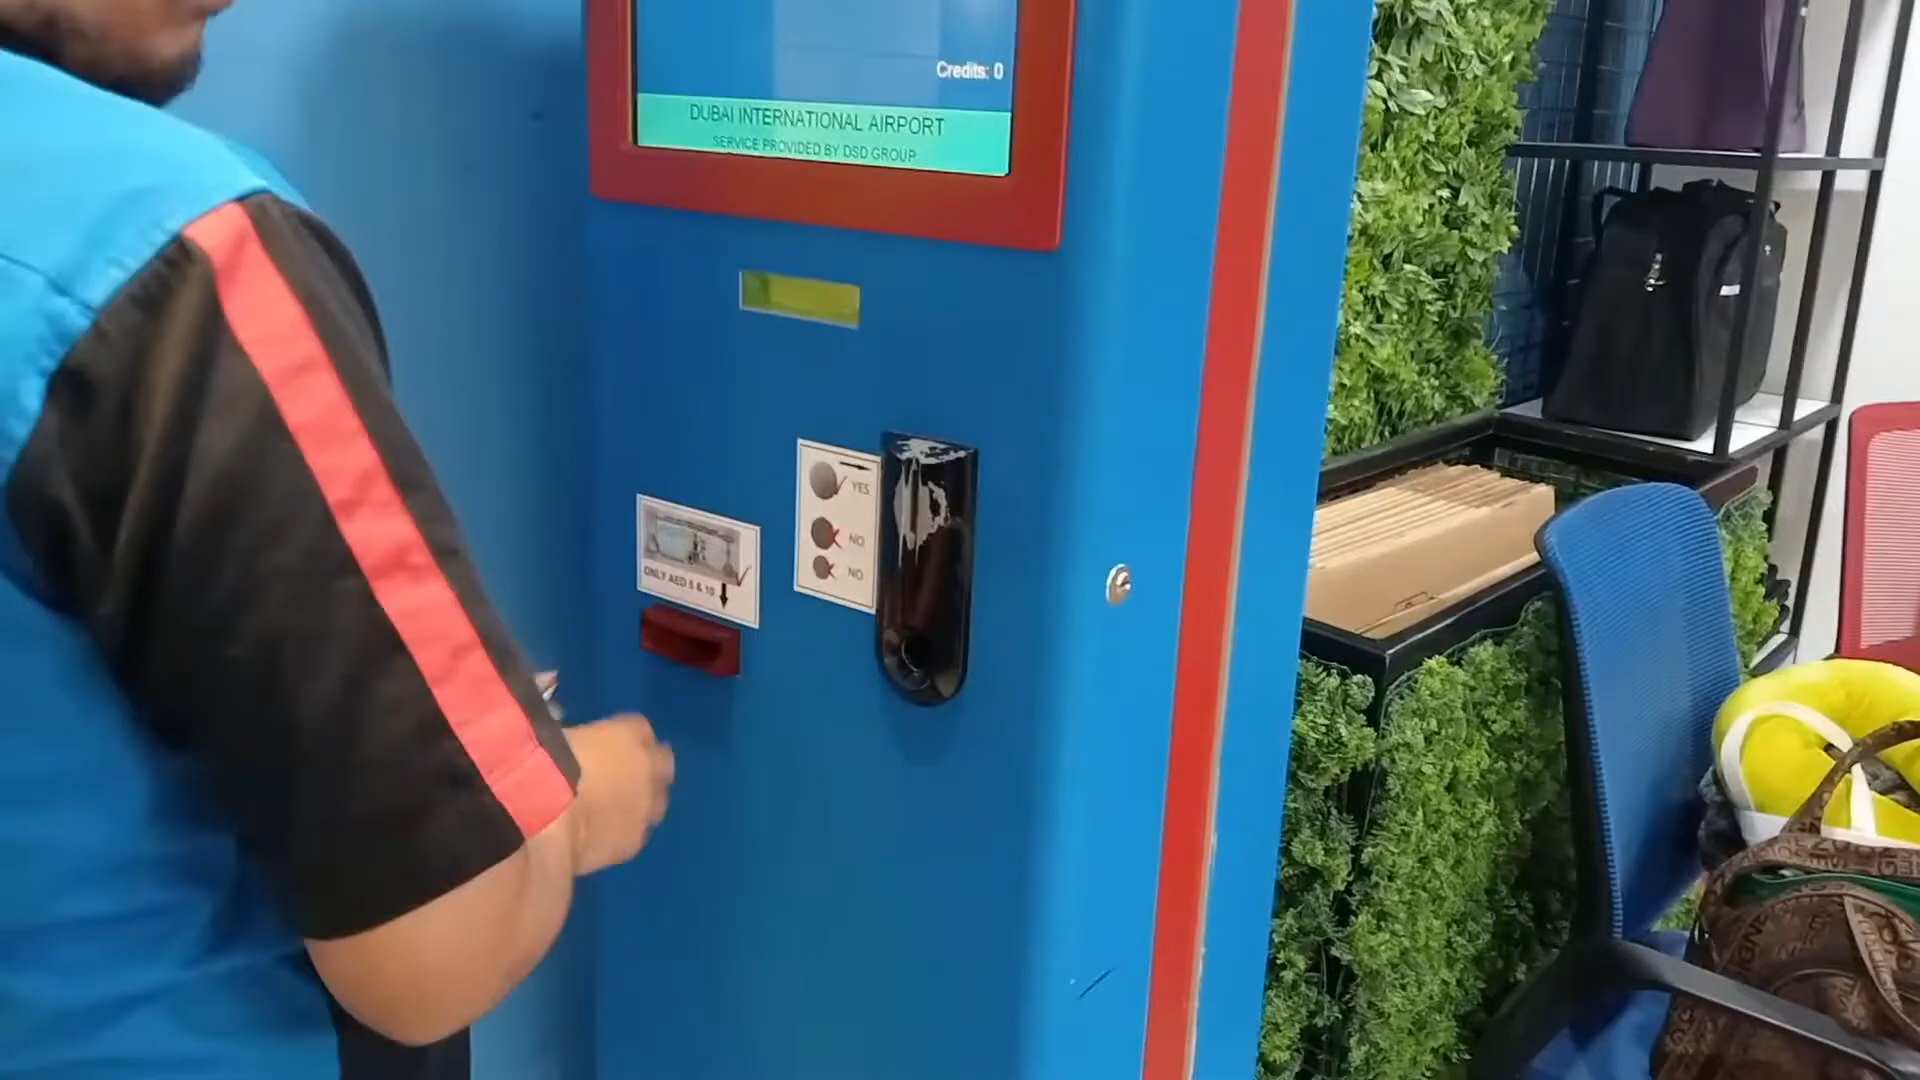 Credits: 0
DUBAI INTERNATIONAL AIRPORT
SERVICE PROVIDED BY DSD GROUP
YES
NO
NO
ONLY AED 5 & 10